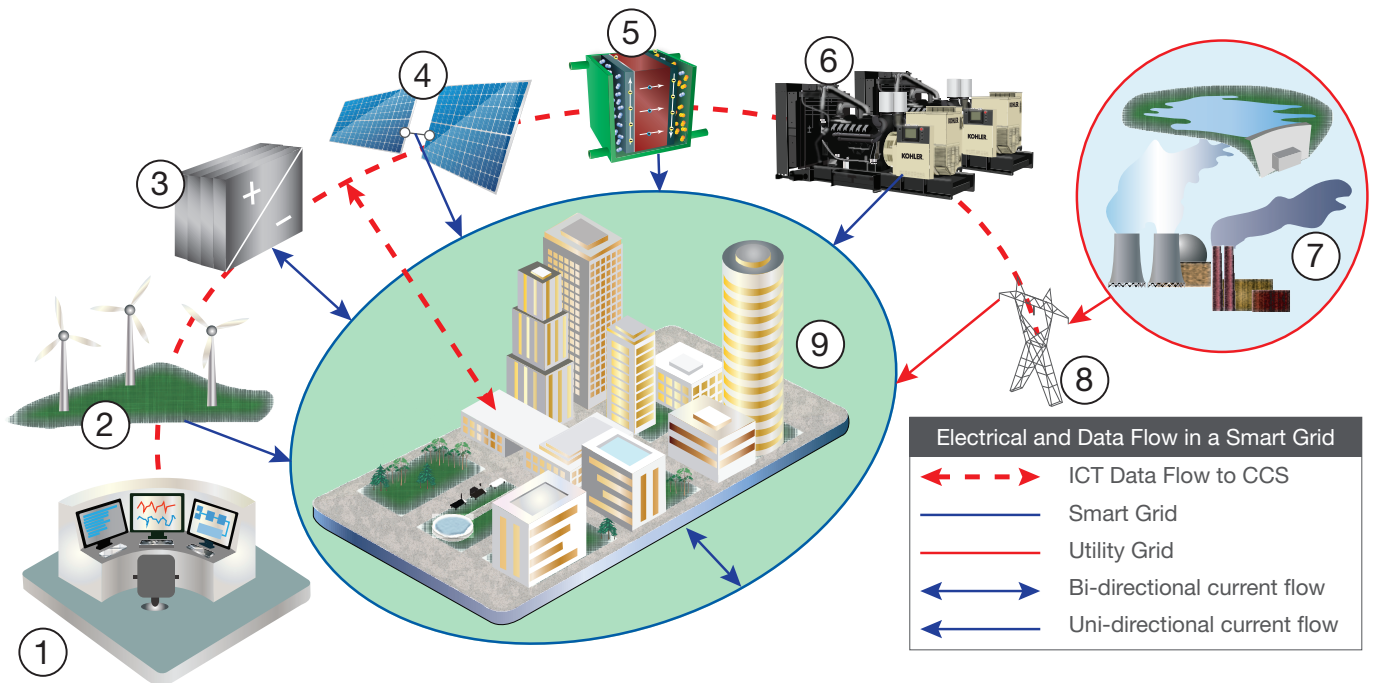 5
4
6
3
KOHLER
KOHLER
7
+
-
9
8
2
Electrical and Data Flow in a Smart Grid
ICT Data Flow to CCS
Smart Grid
Utility Grid
Bi-directional current flow
Uni-directional current flow
1